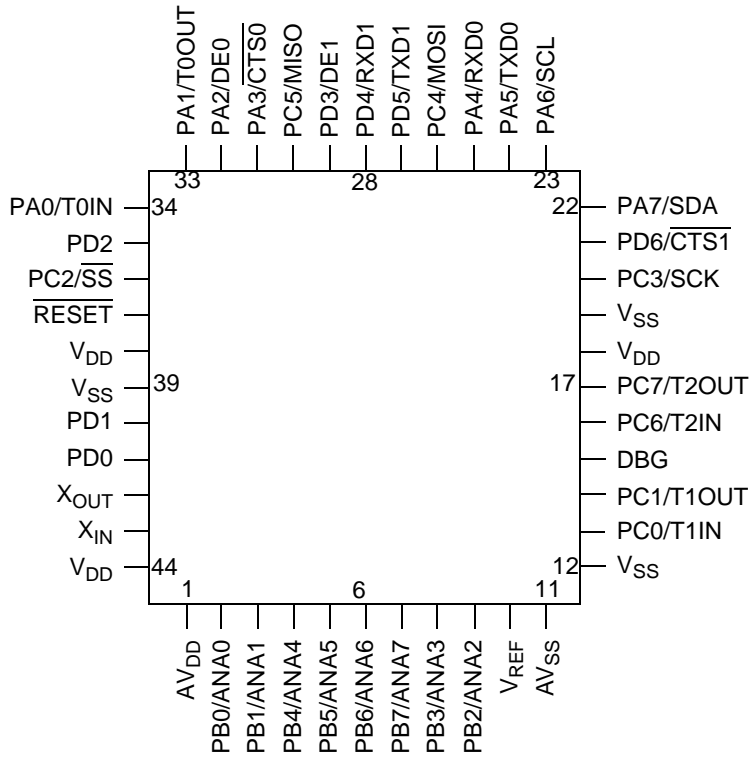 PA1/T0OUT
PA2/DE0
PA3/CTS0
PC5/MISO
PD3/DE1
PD4/RXD1
PD5/TXD1
PC4/MOSI
PA4/RXD0
PA5/TXD0
PA6/SCL
33 28 23
PA0/T0IN 34 22 PA7/SDA
PD2 PD6/CTS1
PC2/SS PC3/SCK
RESET VSS
VDD VDD
VSS 39 17 PC7/T2OUT
PD1 PC6/T2IN
PD0 DBG
XOUT PC1/T1OUT
XIN PC0/T1IN
VDD 44 12 VSS
1 6 11
AVDD
PB0/ANA0
PB1/ANA1
PB4/ANA4
PB5/ANA5
PB6/ANA6
PB7/ANA7
PB3/ANA3
PB2/ANA2
VREF
AVSS